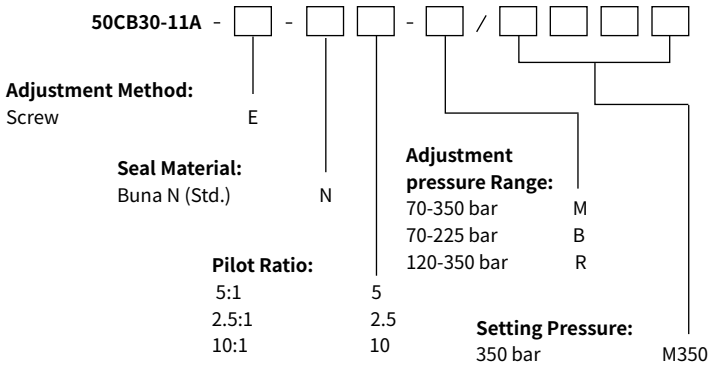 50CB30-11A - - - /
Adjustment Method:
Screw E
Seal Material:
Buna N (Std.) N
Adjustment
pressure Range:
70-350 bar M
70-225 bar B
120-350 bar R
Pilot Ratio:
5:1 5
2.5:1 2.5
10:1 10
Setting Pressure:
350 bar M350